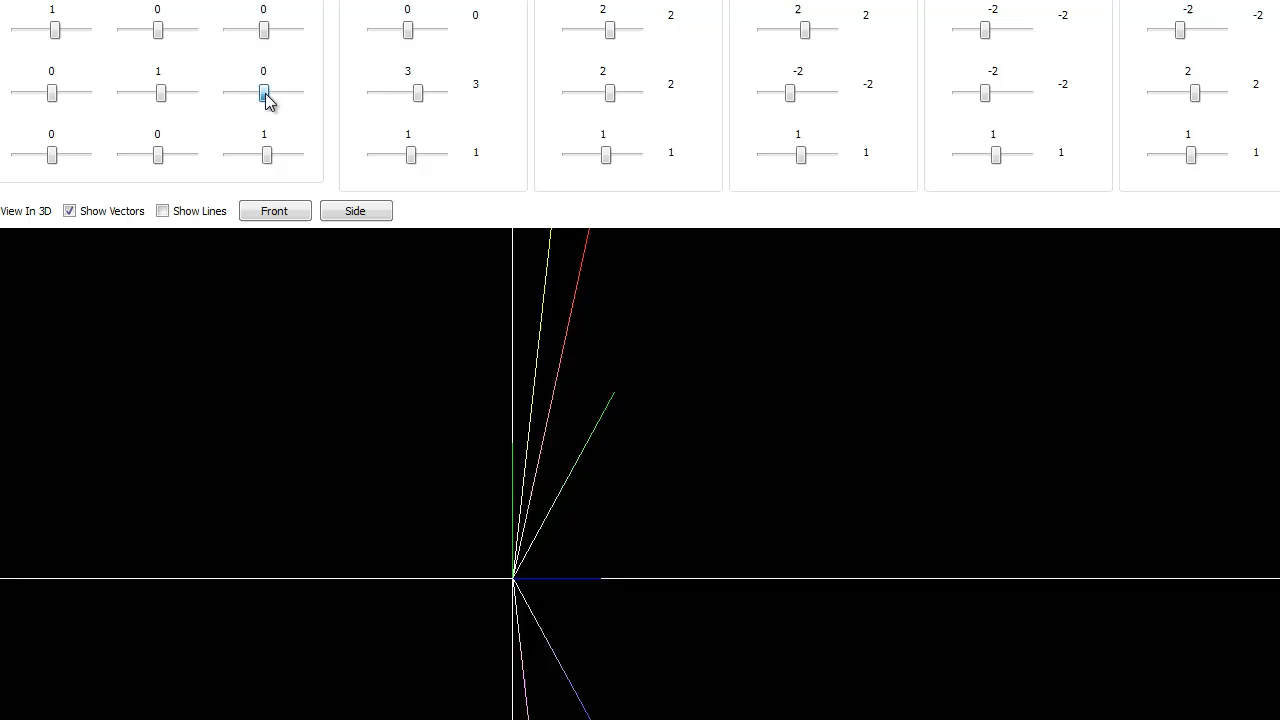 1 0 0 0 0 2 2 2 2 -2 -2 -2 -2
0 1 0 3 3 2 2 -2 -2 -2 -2 2 2
0 0 1 1 1 1 1 1 1 1 1 1 1
View In 3D Show Vectors Show Lines Front Side